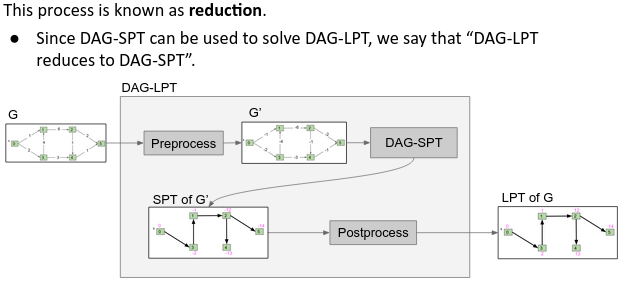 This process is known as reduction.
● Since DAG-SPT can be used to solve DAG-LPT, we say that “DAG-LPT
reduces to DAG-SPT”.
DAG-LPT
G
G’
Preprocess
DAG-SPT
SPT of G’
LPT of G
Postprocess